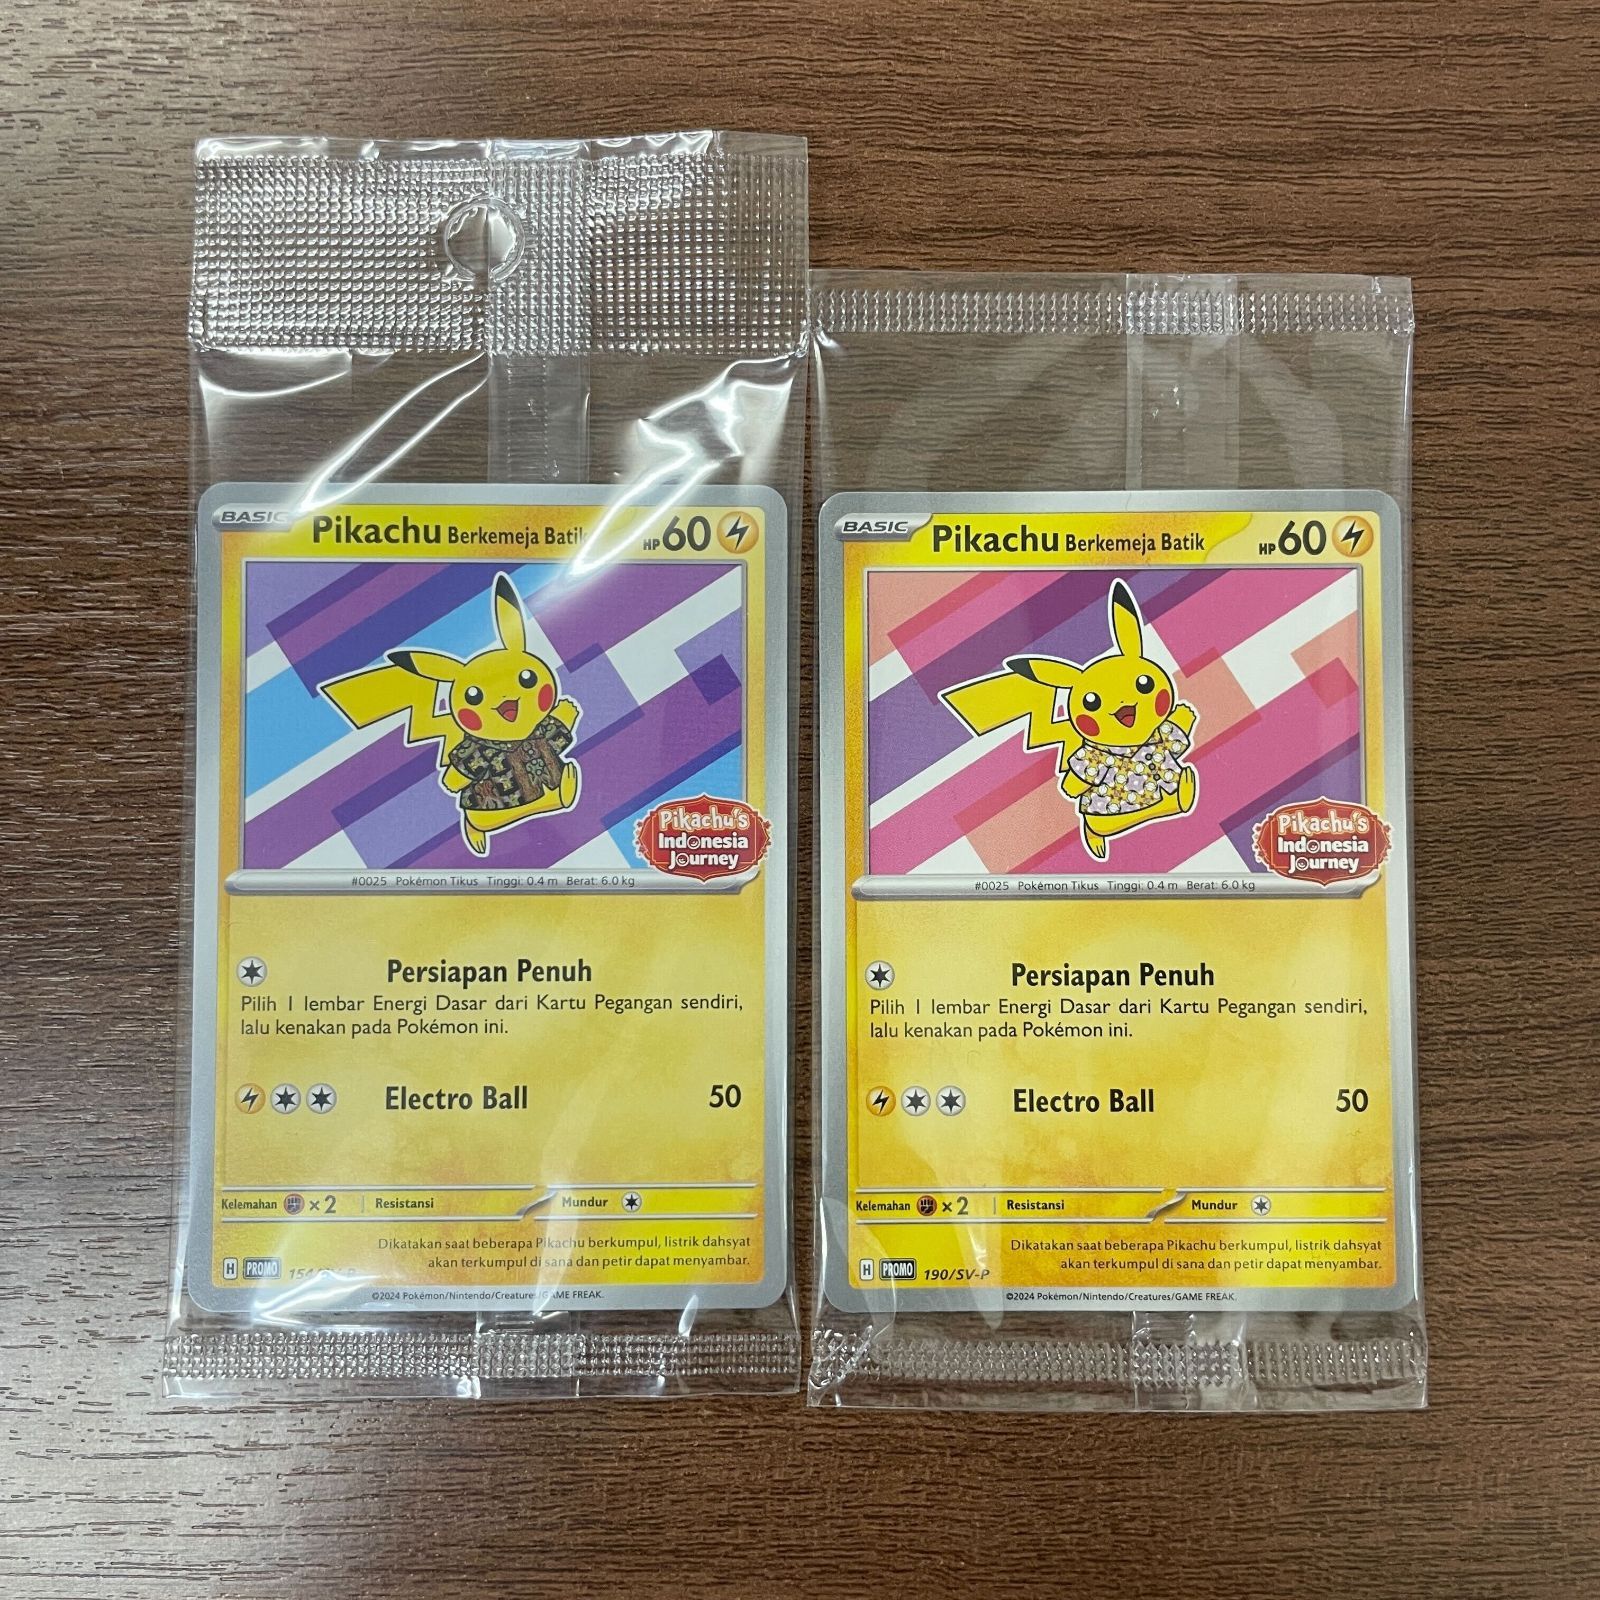 BASIC Pikachu Berkemeja Batik HP 60
Pikachu's
Indonesia
Journey
#0025 Pokémon Tikus Tinggi: 0.4 m Berat: 6.0 kg
Persiapan Penuh
Pilih 1 lembar Energi Dasar dari Kartu Pegangan sendiri,
lalu kenakan pada Pokémon ini.
Electro Ball 50
Kelemahan ×2 Resistansi Mundur
Dikatakan saat beberapa Pikachu berkumpul, listrik dahsyat
akan terkumpul di sana dan petir dapat menyambar.
H PROMO 154/SV-P
©2024 Pokémon/Nintendo/Creatures/GAME FREAK.
BASIC Pikachu Berkemeja Batik HP 60
Pikachu's
Indonesia
Journey
#0025 Pokémon Tikus Tinggi: 0.4 m Berat: 6.0 kg
Persiapan Penuh
Pilih 1 lembar Energi Dasar dari Kartu Pegangan sendiri,
lalu kenakan pada Pokémon ini.
Electro Ball 50
Kelemahan ×2 Resistansi Mundur
Dikatakan saat beberapa Pikachu berkumpul, listrik dahsyat
akan terkumpul di sana dan petir dapat menyambar.
H PROMO 190/SV-P
©2024 Pokémon/Nintendo/Creatures/GAME FREAK.